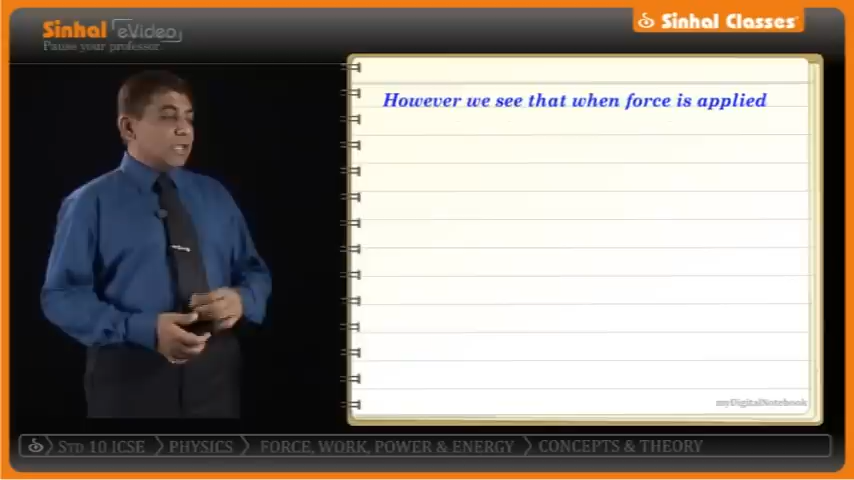 Sinhal eVideo
Pause your professor.
Sinhal Classes
However we see that when force is applied
myDigitalNotebook
STD 10 ICSE PHYSICS FORCE, WORK, POWER & ENERGY CONCEPTS & THEORY